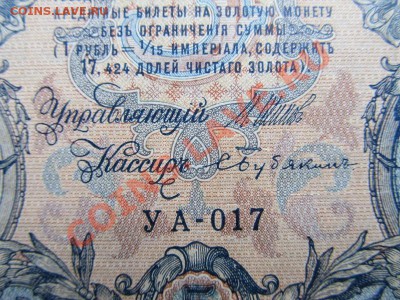 COINS.LAVE.RU
КРЕДИТНЫЕ БИЛЕТЫ НА ЗОЛОТУЮ МОНЕТУ
БЕЗЪ ОГРАНИЧЕНІЯ СУММЫ
(1 РУБЛЬ = 1/15 ИМПЕРІАЛА, СОДЕРЖИТЪ
17,424 ДОЛЕЙ ЧИСТАГО ЗОЛОТА).
Управляющій
Кассиръ
УА-017